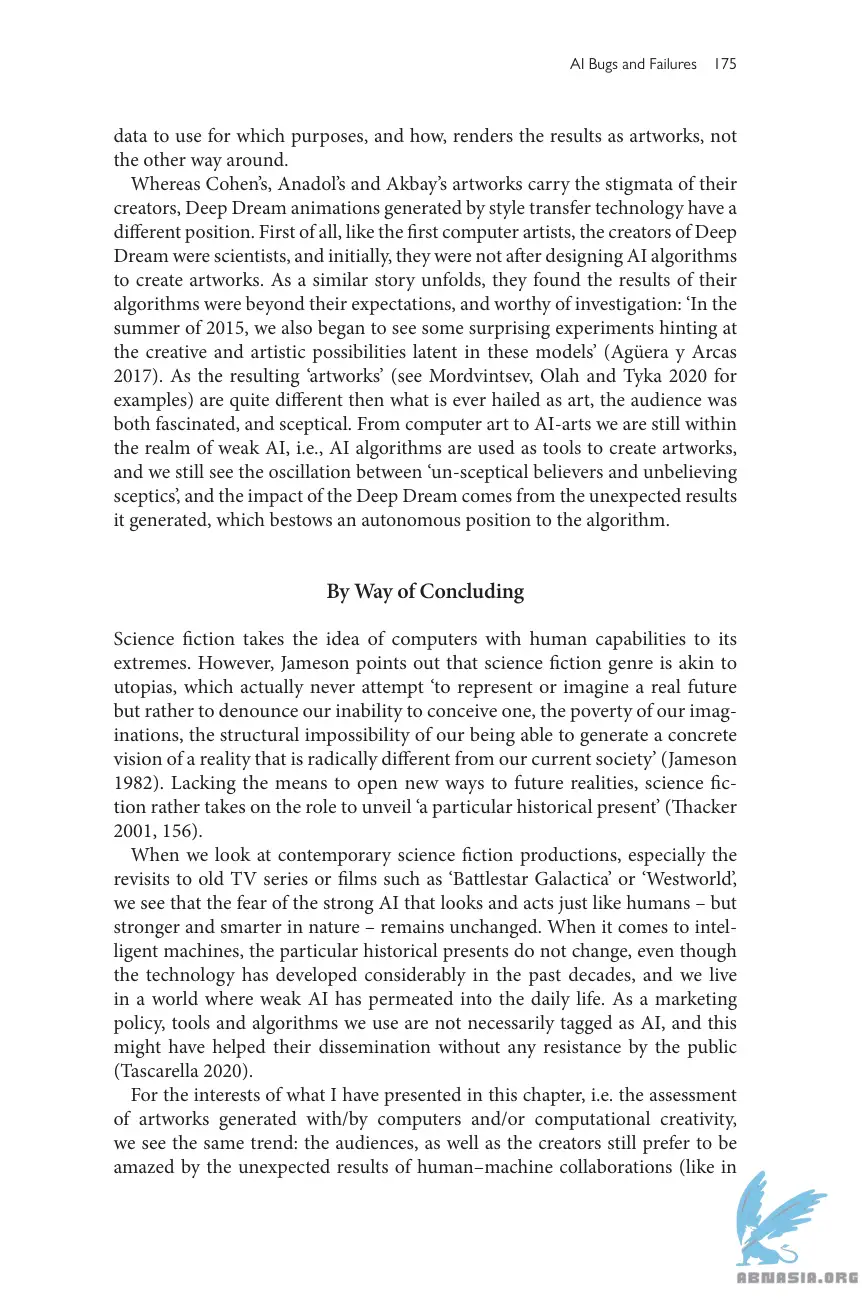 AI Bugs and Failures 175
data to use for which purposes, and how, renders the results as artworks, not
the other way around.
Whereas Cohen’s, Anadol’s and Akbay’s artworks carry the stigmata of their
creators, Deep Dream animations generated by style transfer technology have a
different position. First of all, like the first computer artists, the creators of Deep
Dream were scientists, and initially, they were not after designing AI algorithms
to create artworks. As a similar story unfolds, they found the results of their
algorithms were beyond their expectations, and worthy of investigation: ‘In the
summer of 2015, we also began to see some surprising experiments hinting at
the creative and artistic possibilities latent in these models’ (Agüera y Arcas
2017). As the resulting ‘artworks’ (see Mordvintsev, Olah and Tyka 2020 for
examples) are quite different then what is ever hailed as art, the audience was
both fascinated, and sceptical. From computer art to AI-arts we are still within
the realm of weak AI, i.e., AI algorithms are used as tools to create artworks,
and we still see the oscillation between ‘un-sceptical believers and unbelieving
sceptics’, and the impact of the Deep Dream comes from the unexpected results
it generated, which bestows an autonomous position to the algorithm.
By Way of Concluding
Science fiction takes the idea of computers with human capabilities to its
extremes. However, Jameson points out that science fiction genre is akin to
utopias, which actually never attempt ‘to represent or imagine a real future
but rather to denounce our inability to conceive one, the poverty of our imag-
inations, the structural impossibility of our being able to generate a concrete
vision of a reality that is radically different from our current society’ (Jameson
1982). Lacking the means to open new ways to future realities, science fic-
tion rather takes on the role to unveil ‘a particular historical present’ (Thacker
2001, 156).
When we look at contemporary science fiction productions, especially the
revisits to old TV series or films such as ‘Battlestar Galactica’ or ‘Westworld’,
we see that the fear of the strong AI that looks and acts just like humans – but
stronger and smarter in nature – remains unchanged. When it comes to intel-
ligent machines, the particular historical presents do not change, even though
the technology has developed considerably in the past decades, and we live
in a world where weak AI has permeated into the daily life. As a marketing
policy, tools and algorithms we use are not necessarily tagged as AI, and this
might have helped their dissemination without any resistance by the public
(Tascarella 2020).
For the interests of what I have presented in this chapter, i.e. the assessment
of artworks generated with/by computers and/or computational creativity,
we see the same trend: the audiences, as well as the creators still prefer to be
amazed by the unexpected results of human–machine collaborations (like in
ABNASIA.ORG